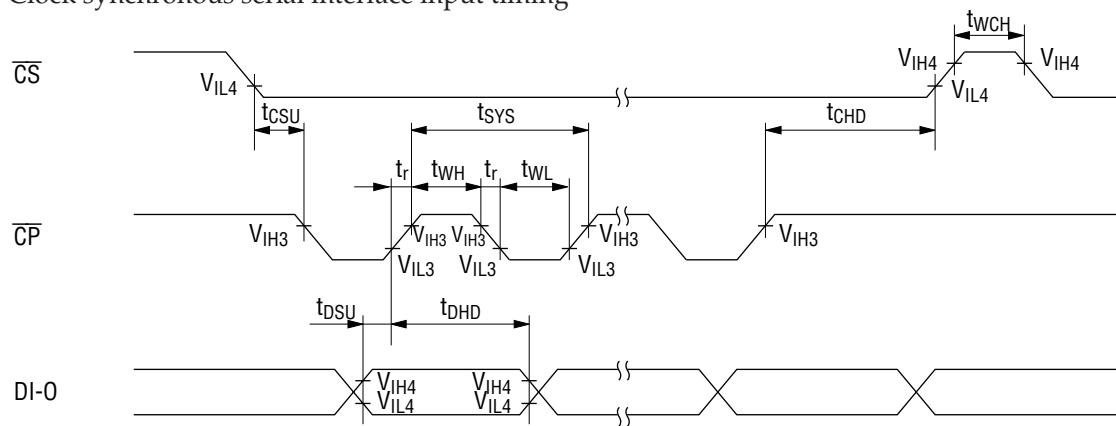 Clock synchronous serial interface input timing
tWCH
CS
VIL4
VIH4
VIH4
VIL4
tCSU
tSYS
tCHD
tr
tWH
tr
tWL
CP
VIH3
VIH3
VIH3
VIH3
VIH3
VIL3
VIL3
VIL3
tDSU
tDHD
DI-0
VIH4
VIH4
VIL4
VIL4